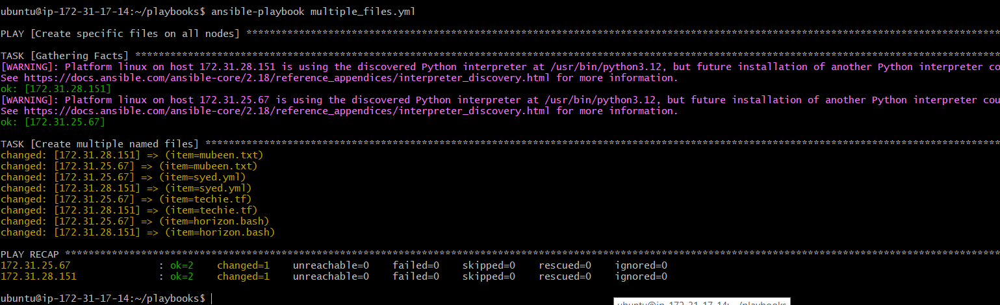 ubuntu@ip-172-31-17-14:~/playbooks$ ansible-playbook multiple_files.yml
PLAY [Create specific files on all nodes] ******************************************************************************************************************************
TASK [Gathering Facts] *************************************************************************************************************************************************
[WARNING]: Platform linux on host 172.31.28.151 is using the discovered Python interpreter at /usr/bin/python3.12, but future installation of another Python interpreter co
See https://docs.ansible.com/ansible-core/2.18/reference_appendices/interpreter_discovery.html for more information.
ok: [172.31.28.151]
[WARNING]: Platform linux on host 172.31.25.67 is using the discovered Python interpreter at /usr/bin/python3.12, but future installation of another Python interpreter cou
See https://docs.ansible.com/ansible-core/2.18/reference_appendices/interpreter_discovery.html for more information.
ok: [172.31.25.67]
TASK [Create multiple named files] *************************************************************************************************************************************
changed: [172.31.28.151] => (item=mubeen.txt)
changed: [172.31.25.67] => (item=mubeen.txt)
changed: [172.31.25.67] => (item=syed.yml)
changed: [172.31.28.151] => (item=syed.yml)
changed: [172.31.25.67] => (item=techie.tf)
changed: [172.31.28.151] => (item=techie.tf)
changed: [172.31.25.67] => (item=horizon.bash)
changed: [172.31.28.151] => (item=horizon.bash)
PLAY RECAP *************************************************************************************************************************************************************
172.31.25.67 : ok=2 changed=1 unreachable=0 failed=0 skipped=0 rescued=0 ignored=0
172.31.28.151 : ok=2 changed=1 unreachable=0 failed=0 skipped=0 rescued=0 ignored=0
ubuntu@ip-172-31-17-14:~/playbooks$
ubuntu@ip-172-31-17-14: ~/playbooks